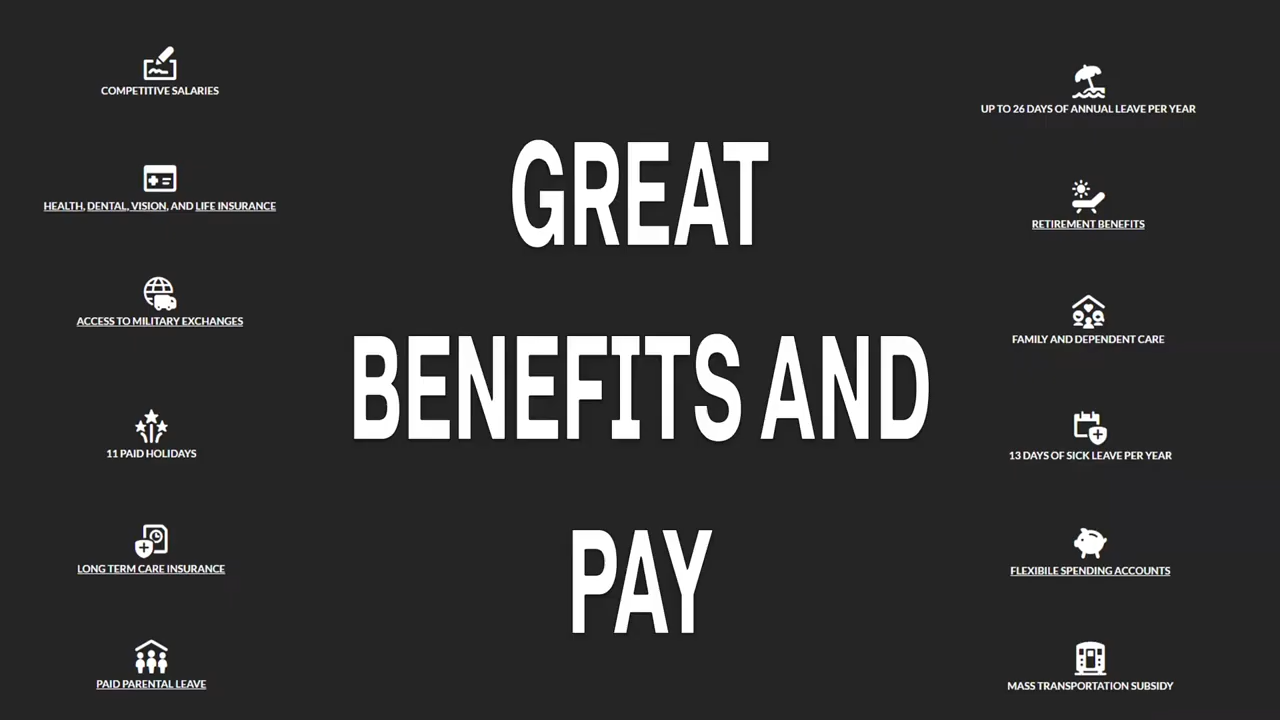 COMPETITIVE SALARIES
HEALTH, DENTAL, VISION, AND LIFE INSURANCE
ACCESS TO MILITARY EXCHANGES
11 PAID HOLIDAYS
LONG TERM CARE INSURANCE
PAID PARENTAL LEAVE
GREAT
BENEFITS AND
PAY
UP TO 26 DAYS OF ANNUAL LEAVE PER YEAR
RETIREMENT BENEFITS
FAMILY AND DEPENDENT CARE
13 DAYS OF SICK LEAVE PER YEAR
FLEXIBILE SPENDING ACCOUNTS
MASS TRANSPORTATION SUBSIDY